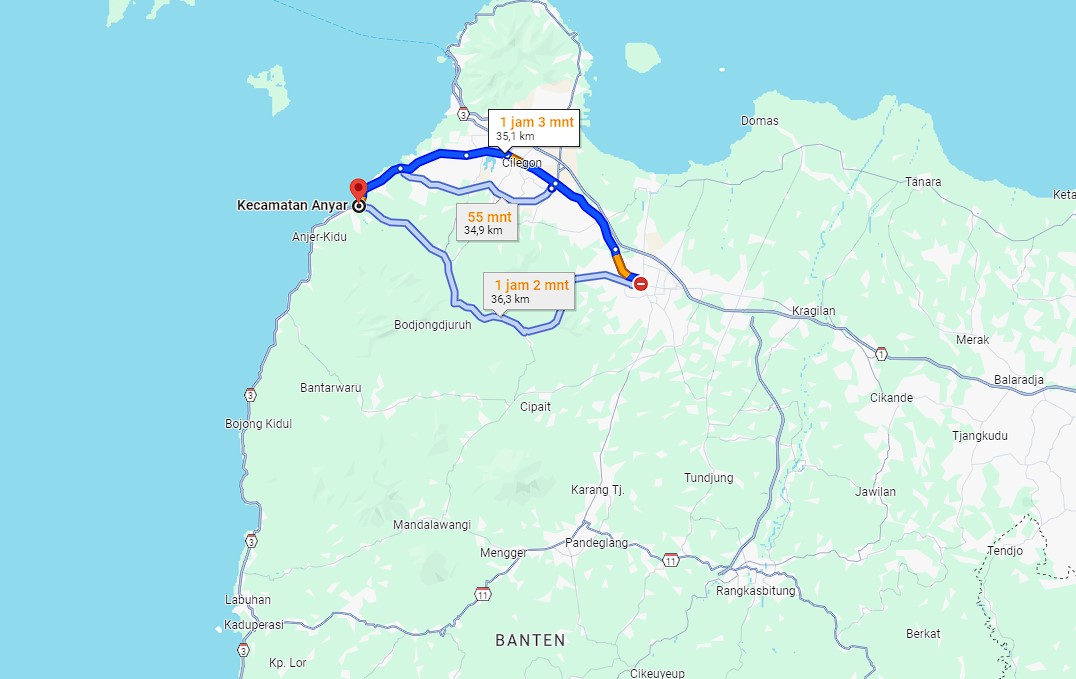 3
1 jam 3 mnt
35,1 km
Domas
Cilegon
Tanara
Keta
Kecamatan Anyar
55 mnt
34,9 km
Anjer-Kidu
1 jam 2 mnt
36,3 km
Kragilan
Bodjongdjuruh
Merak
1
Balaradja
Bantarwaru
3
Cikande
Cipait
Bojong Kidul
Tjangkudu
Tundjung
Karang Tj.
Jawilan
Mandalawangi
3
Pandeglang
Mengger
Tendjo
11
Rangkasbitung
11
Labuhan
Kaduperasi
BANTEN
Berkat
3
Kp. Lor
Cikeuyeup